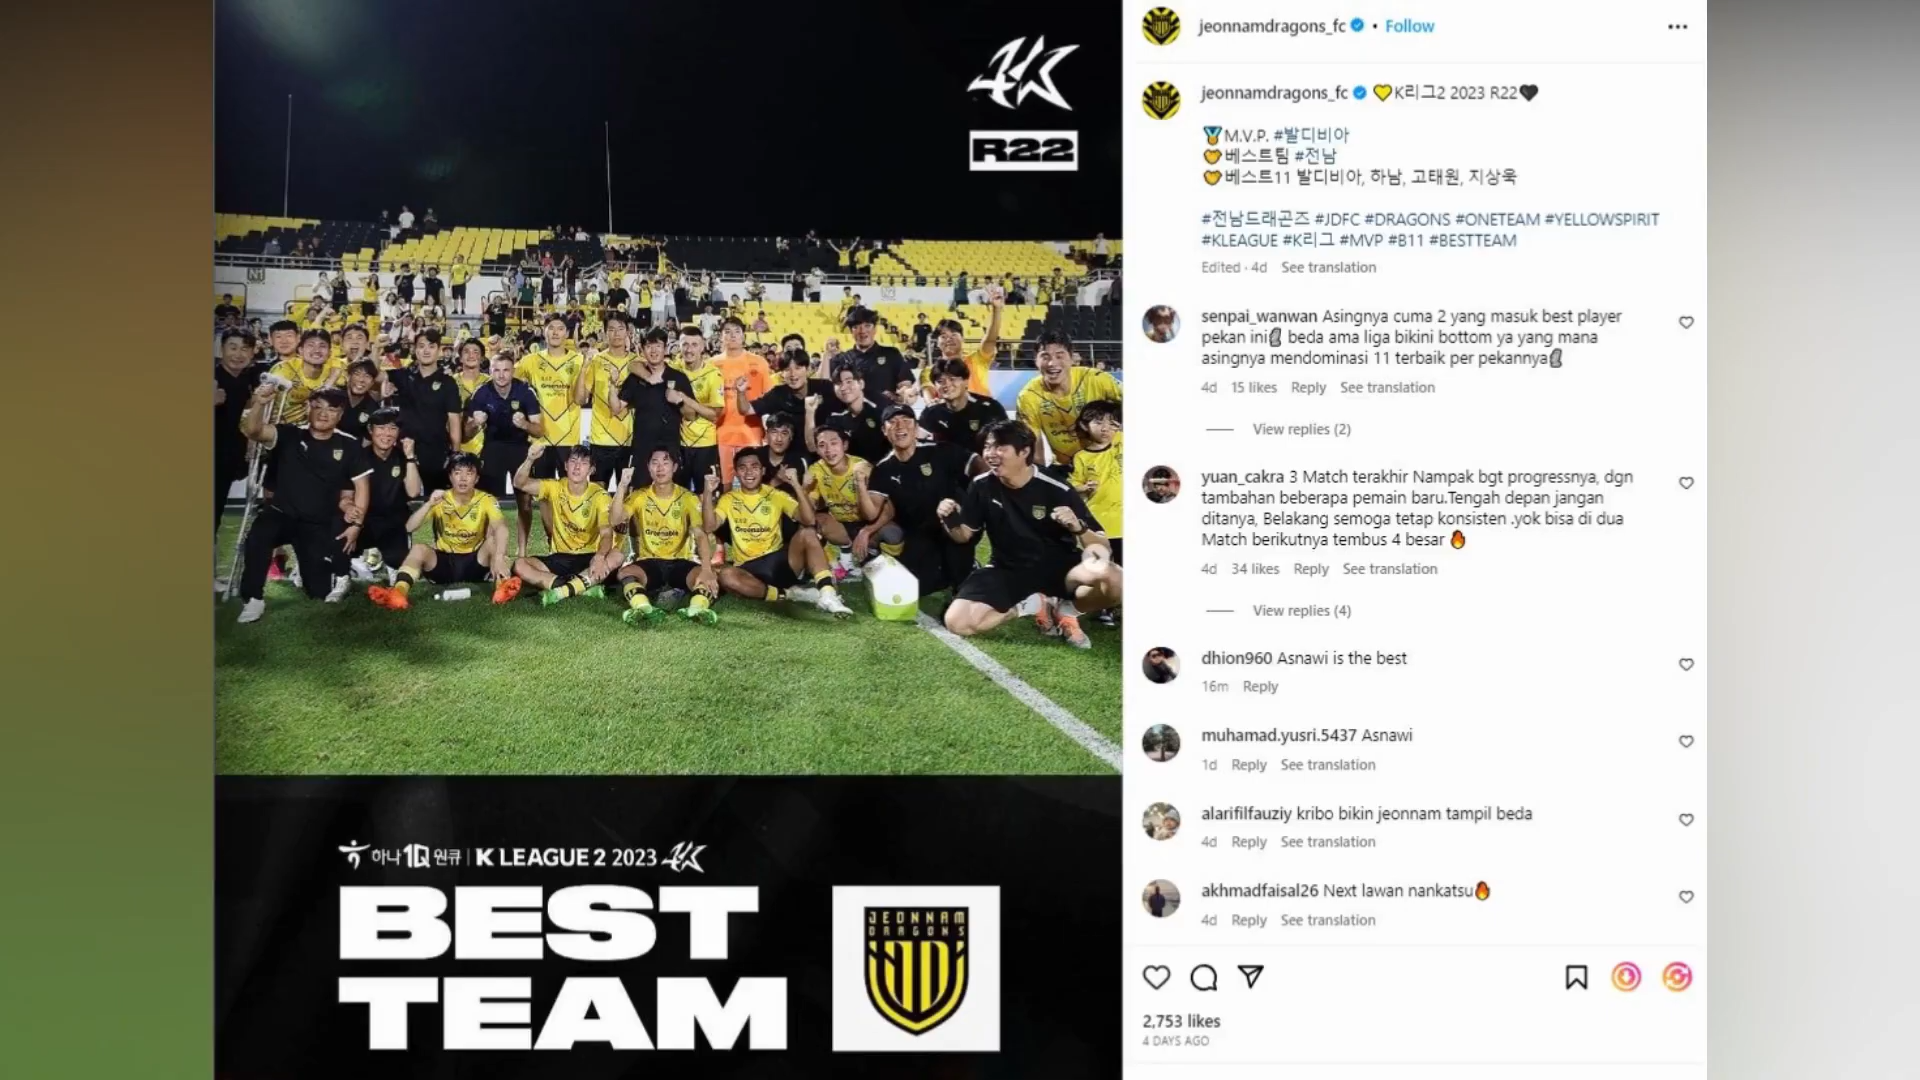 R22
N1
Greenable
Greenable
Greenable
Greenable
하나1Q 원큐 | K LEAGUE 2 2023
BEST
TEAM
JEONNAM
DRAGONS
jeonnamdragons_fc • Follow
jeonnamdragons_fc 💛K리그2 2023 R22🖤
🏅M.V.P. #발디비아
베스트팀 #전남
베스트11 발디비아, 하남, 고태원, 지상욱
#전남드래곤즈 #JDFC #DRAGONS #ONETEAM #YELLOWSPIRIT
#KLEAGUE #K리그 #MVP #B11 #BESTTEAM
Edited · 4d See translation
senpai_wanwan Asingnya cuma 2 yang masuk best player
pekan ini🗿 beda ama liga bikini bottom ya yang mana
asingnya mendominasi 11 terbaik per pekannya🗿
4d 15 likes Reply See translation
View replies (2)
yuan_cakra 3 Match terakhir Nampak bgt progressnya, dgn
tambahan beberapa pemain baru.Tengah depan jangan
ditanya, Belakang semoga tetap konsisten .yok bisa di dua
Match berikutnya tembus 4 besar 🔥
4d 34 likes Reply See translation
View replies (4)
dhion960 Asnawi is the best
16m Reply
muhamad.yusri.5437 Asnawi
1d Reply See translation
alarifilfauziy kribo bikin jeonnam tampil beda
4d Reply See translation
akhmadfaisal26 Next lawan nankatsu🔥
4d Reply See translation
2,753 likes
4 DAYS AGO